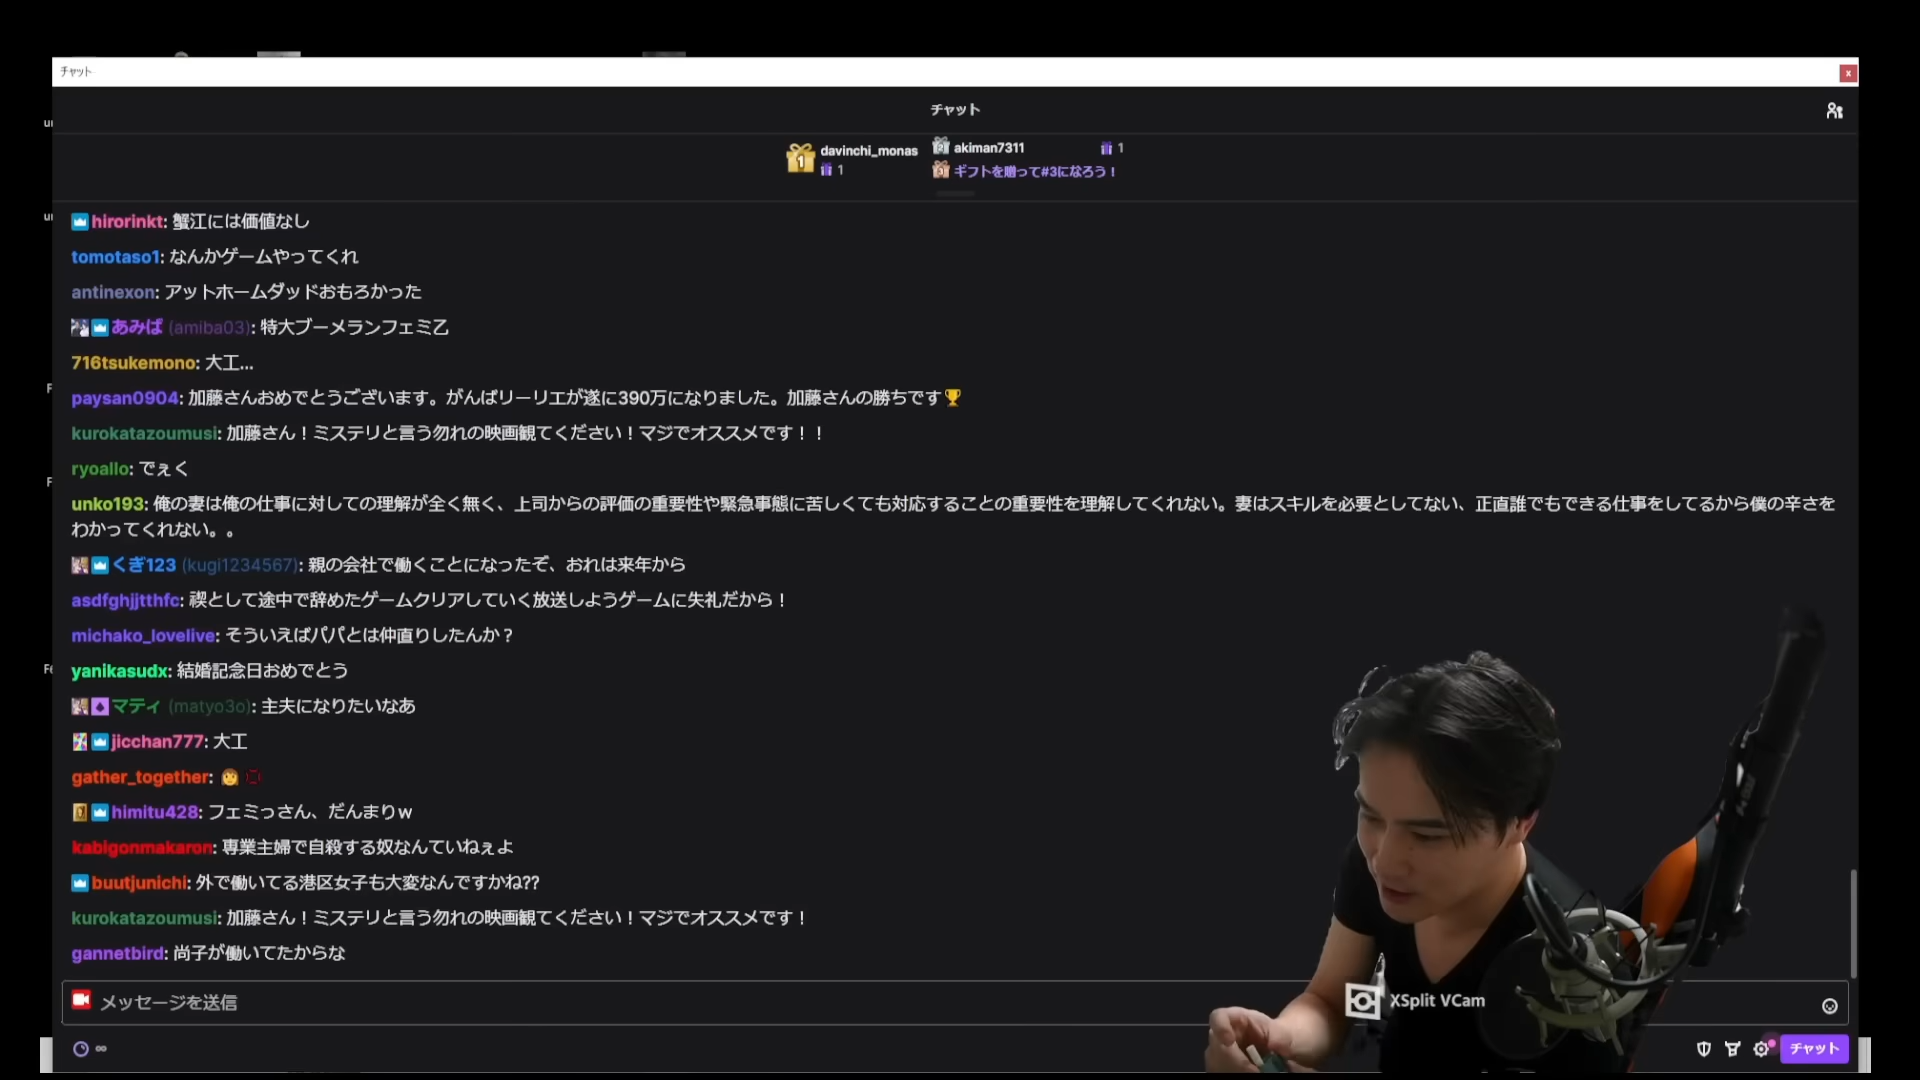 チャット
チャット
davinchi_monas
1
akiman7311
1
ギフトを贈って#3になろう！
hirorinkt: 蟹江には価値なし
tomotaso1: なんかゲームやってくれ
antinexon: アットホームダッドおもろかった
あみば (amiba03): 特大ブーメランフェミ乙
716tsukemono: 大工...
paysan0904: 加藤さんおめでとうございます。がんばリーリエが遂に390万になりました。加藤さんの勝ちです🏆
kurokatazoumusi: 加藤さん！ミステリと言う勿れの映画観てください！マジでオススメです！！
ryoallo: でぇく
unko193: 俺の妻は俺の仕事に対しての理解が全く無く、上司からの評価の重要性や緊急事態に苦しくても対応することの重要性を理解してくれない。妻はスキルを必要としてない、正直誰でもできる仕事をしてるから僕の辛さを
わかってくれない。。
くぎ123 (kugi1234567): 親の会社で働くことになったぞ、おれは来年から
asdfghjjtthfc: 禊として途中で辞めたゲームクリアしていく放送しようゲームに失礼だから！
michako_lovelive: そういえばパパとは仲直りしたんか？
yanikasudx: 結婚記念日おめでとう
マティ (matyo3o): 主夫になりたいなあ
jicchan777: 大工
gather_together:
himitu428: フェミっさん、だんまりｗ
kabigonmakaron: 専業主婦で自殺する奴なんていねぇよ
buutjunichi: 外で働いてる港区女子も大変なんですかね??
kurokatazoumusi: 加藤さん！ミステリと言う勿れの映画観てください！マジでオススメです！
gannetbird: 尚子が働いてたからな
メッセージを送信
XSplit VCam
∞
チャット